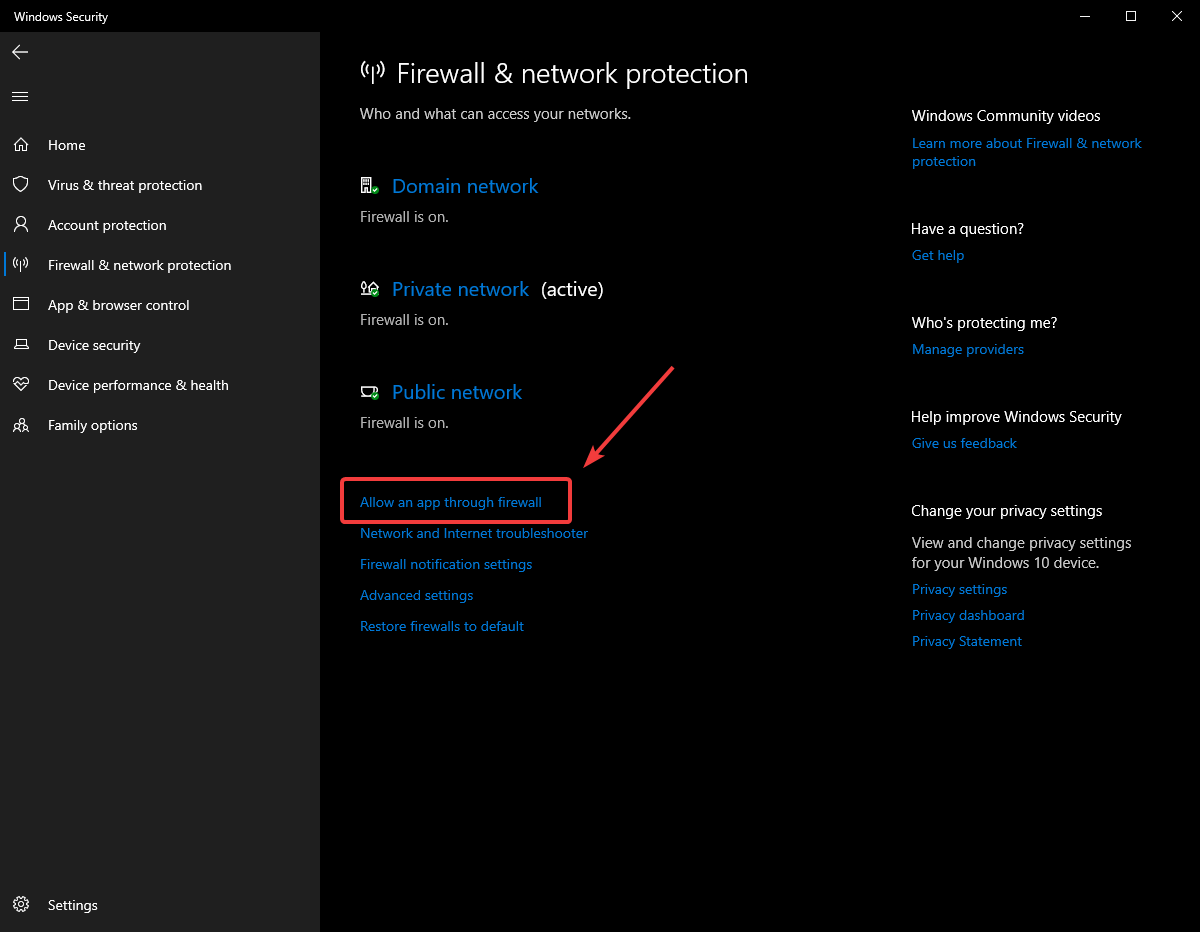 Windows Security
Home
Virus & threat protection
Account protection
Firewall & network protection
App & browser control
Device security
Device performance & health
Family options
Settings
Firewall & network protection
Who and what can access your networks.
Domain network
Firewall is on.
Private network (active)
Firewall is on.
Public network
Firewall is on.
Allow an app through firewall
Network and Internet troubleshooter
Firewall notification settings
Advanced settings
Restore firewalls to default
Windows Community videos
Learn more about Firewall & network
protection
Have a question?
Get help
Who's protecting me?
Manage providers
Help improve Windows Security
Give us feedback
Change your privacy settings
View and change privacy settings
for your Windows 10 device.
Privacy settings
Privacy dashboard
Privacy Statement